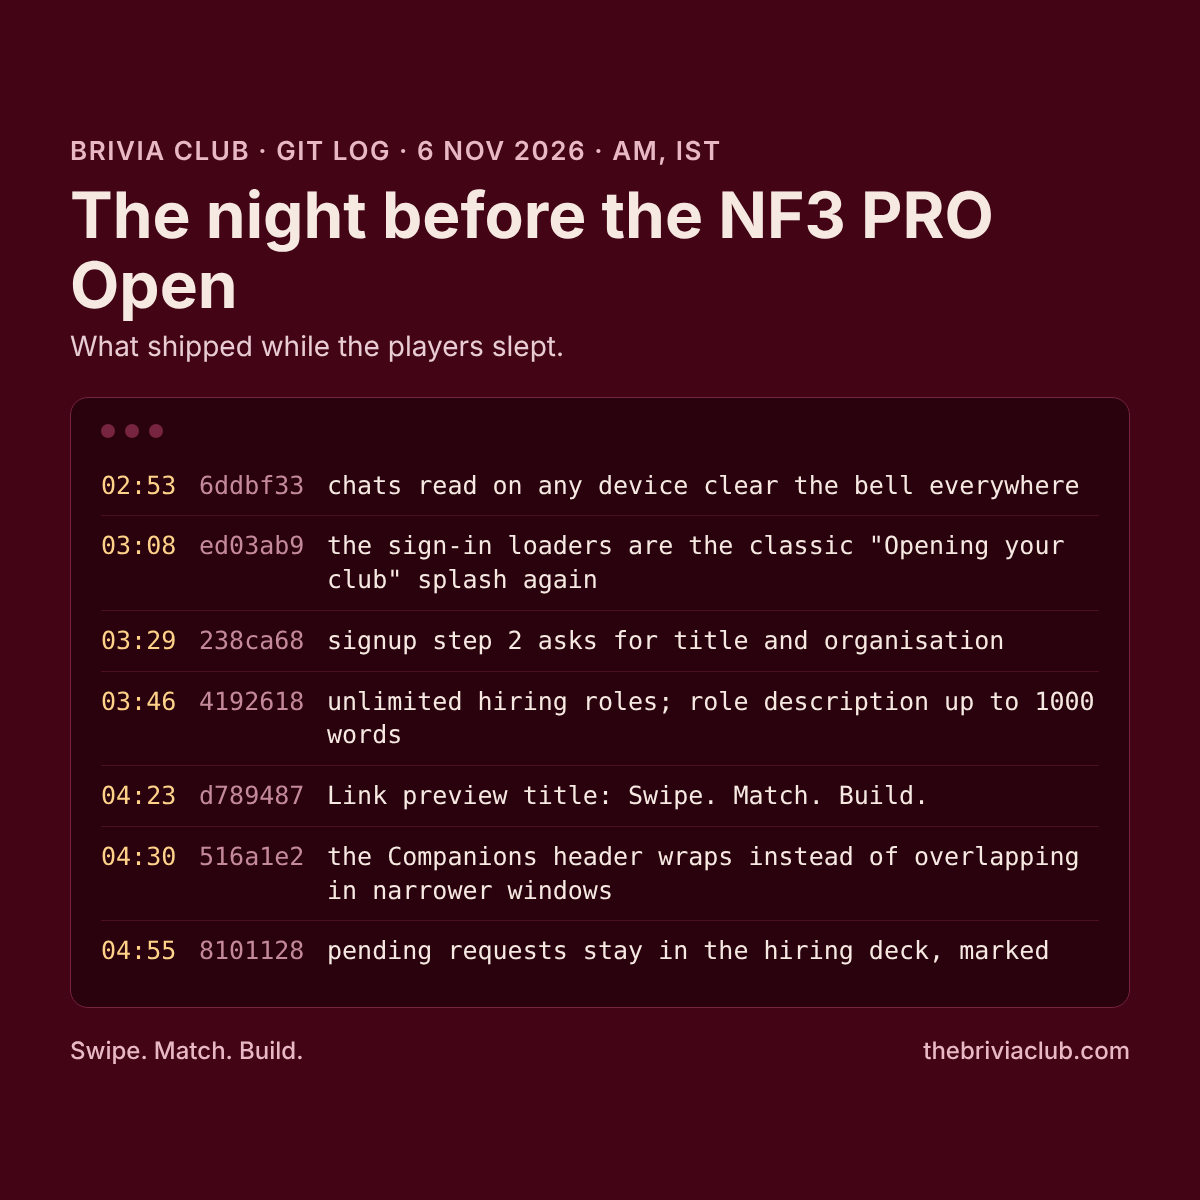 BRIVIA CLUB · GIT LOG · 6 NOV 2026 · AM, IST
The night before the NF3 PRO
Open
What shipped while the players slept.
02:53 6ddbf33 chats read on any device clear the bell everywhere
03:08 ed03ab9 the sign-in loaders are the classic "Opening your
club" splash again
03:29 238ca68 signup step 2 asks for title and organisation
03:46 4192618 unlimited hiring roles; role description up to 1000
words
04:23 d789487 Link preview title: Swipe. Match. Build.
04:30 516a1e2 the Companions header wraps instead of overlapping
in narrower windows
04:55 8101128 pending requests stay in the hiring deck, marked
Swipe. Match. Build.
thebriviaclub.com